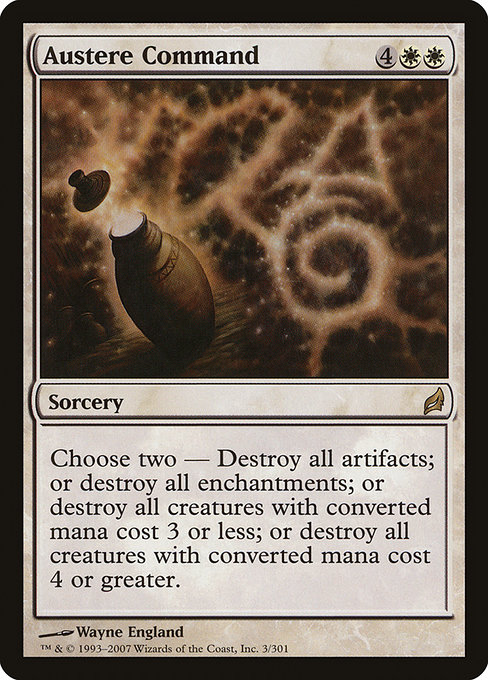 Austere Command 4
Sorcery
Choose two — Destroy all artifacts;
or destroy all enchantments; or
destroy all creatures with converted
mana cost 3 or less; or destroy all
creatures with converted mana cost
4 or greater.
Wayne England
™ & © 1993–2007 Wizards of the Coast, Inc. 3/301